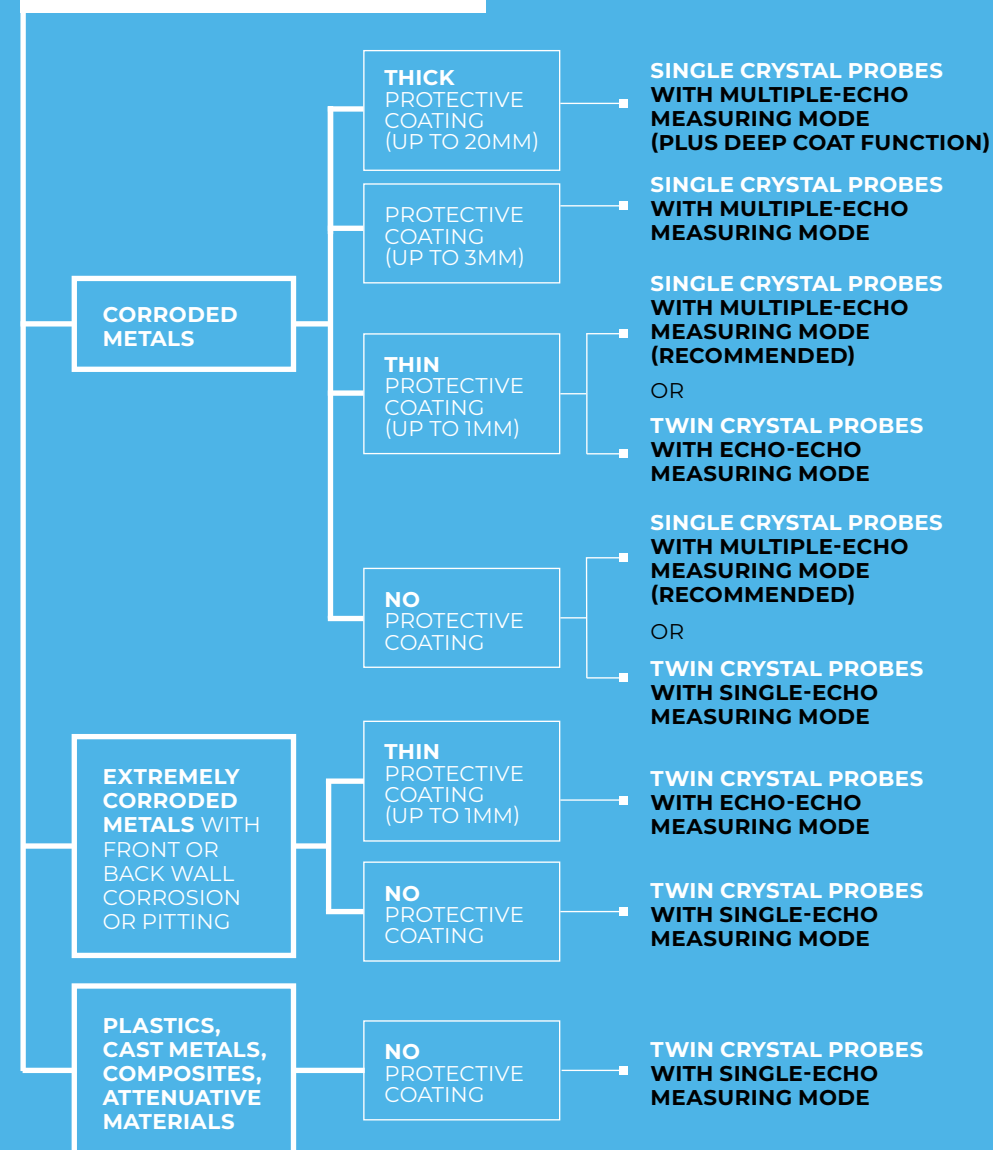 CORRODED
METALS
THICK
PROTECTIVE
COATING
(UP TO 20MM)
SINGLE CRYSTAL PROBES
WITH MULTIPLE-ECHO
MEASURING MODE
(PLUS DEEP COAT FUNCTION)
PROTECTIVE
COATING
(UP TO 3MM)
SINGLE CRYSTAL PROBES
WITH MULTIPLE-ECHO
MEASURING MODE
THIN
PROTECTIVE
COATING
(UP TO 1MM)
SINGLE CRYSTAL PROBES
WITH MULTIPLE-ECHO
MEASURING MODE
(RECOMMENDED)
OR
TWIN CRYSTAL PROBES
WITH ECHO-ECHO
MEASURING MODE
NO
PROTECTIVE
COATING
SINGLE CRYSTAL PROBES
WITH MULTIPLE-ECHO
MEASURING MODE
(RECOMMENDED)
OR
TWIN CRYSTAL PROBES
WITH SINGLE-ECHO
MEASURING MODE
EXTREMELY
CORRODED
METALS WITH
FRONT OR
BACK WALL
CORROSION
OR PITTING
THIN
PROTECTIVE
COATING
(UP TO 1MM)
TWIN CRYSTAL PROBES
WITH ECHO-ECHO
MEASURING MODE
NO
PROTECTIVE
COATING
TWIN CRYSTAL PROBES
WITH SINGLE-ECHO
MEASURING MODE
PLASTICS,
CAST METALS,
COMPOSITES,
ATTENUATIVE
MATERIALS
NO
PROTECTIVE
COATING
TWIN CRYSTAL PROBES
WITH SINGLE-ECHO
MEASURING MODE